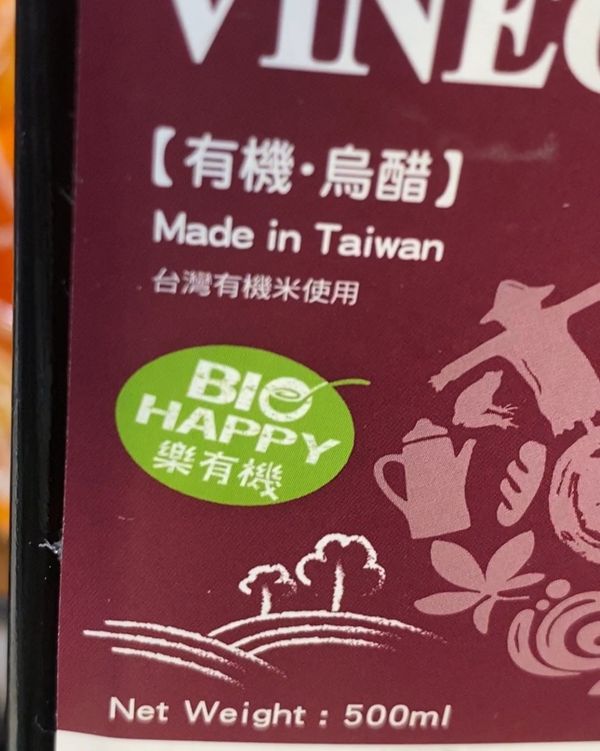 【有機·烏醋】
Made in Taiwan
台灣有機米使用
BIO
HAPPY
樂有機
Net Weight : 500ml